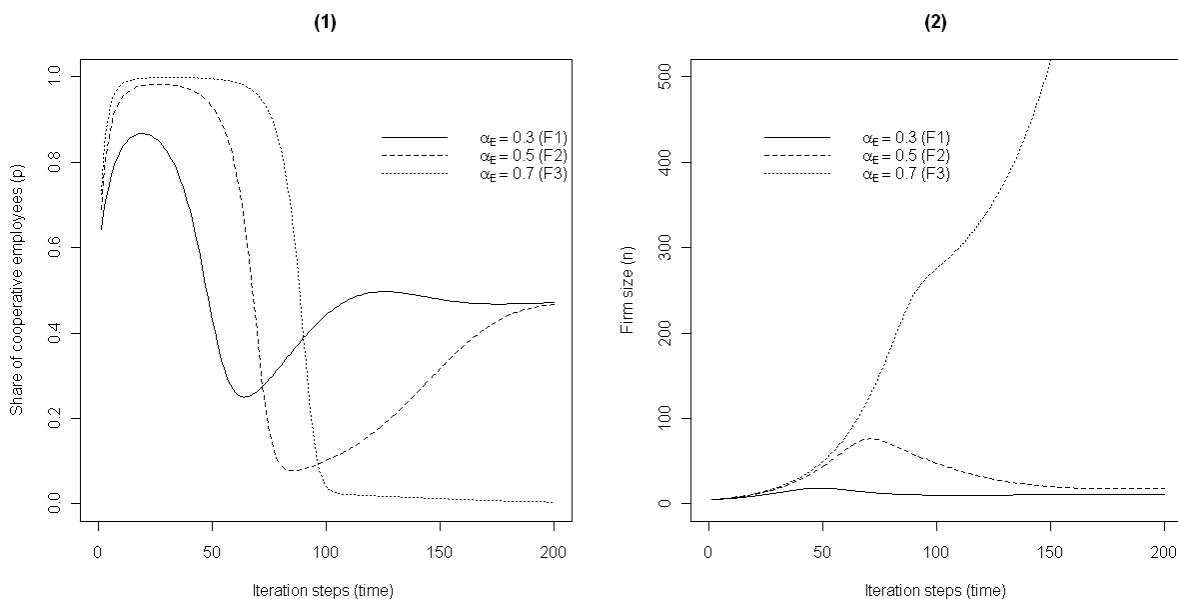 (1)
Share of cooperative employees (p)
1.0
0.8
0.6
0.4
0.2
0.0
αE = 0.3 (F1)
αE = 0.5 (F2)
αE = 0.7 (F3)
0 50 100 150 200
Iteration steps (time)
(2)
Firm size (n)
500
400
300
200
100
0
αE = 0.3 (F1)
αE = 0.5 (F2)
αE = 0.7 (F3)
0 50 100 150 200
Iteration steps (time)